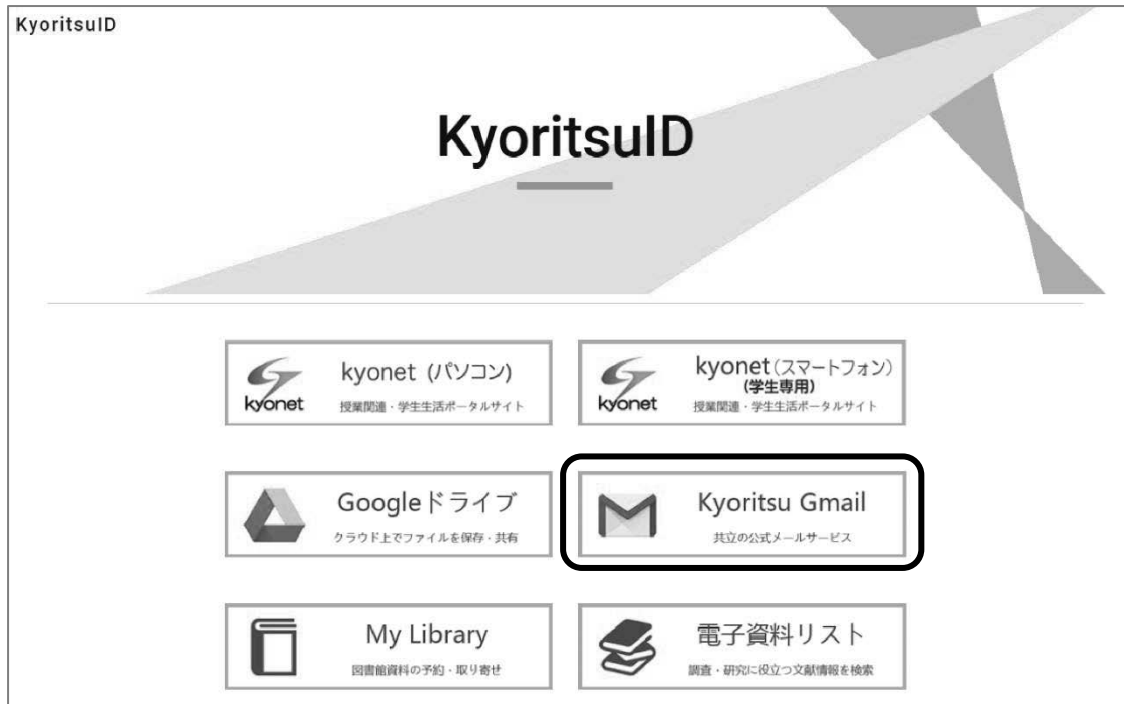 KyoritsuID
KyoritsuID
kyonet
kyonet (パソコン)
授業関連・学生生活ポータルサイト
kyonet
kyonet(スマートフォン)
(学生専用)
授業関連・学生生活ポータルサイト
Googleドライブ
クラウド上でファイルを保存・共有
Kyoritsu Gmail
共立の公式メールサービス
My Library
図書館資料の予約・取り寄せ
電子資料リスト
調査・研究に役立つ文献情報を検索